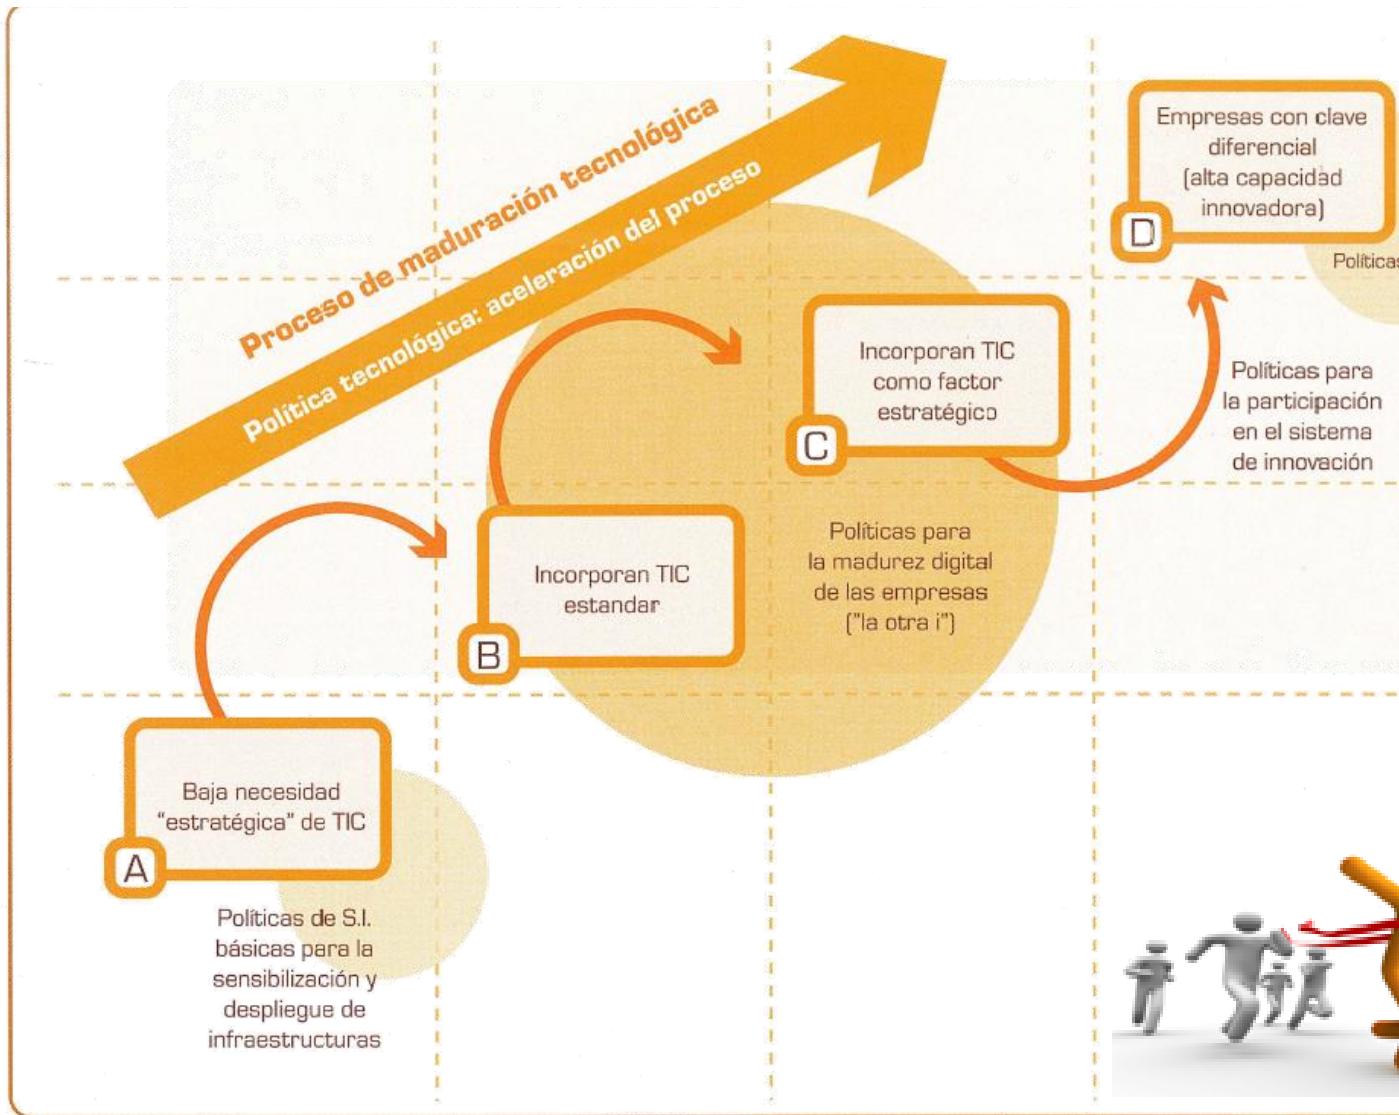 Proceso de maduración tecnológica
Política tecnológica: aceleración del proceso
Empresas con clave
diferencial
(alta capacidad
innovadora)
D
Políticas
Incorporan TIC
como factor
estratégico
C
Políticas para
la participación
en el sistema
de innovación
Incorporan TIC
estandar
B
Políticas para
la madurez digital
de las empresas
("la otra i")
Baja necesidad
"estratégica" de TIC
A
Políticas de S.I.
básicas para la
sensibilización y
despliegue de
infraestructuras